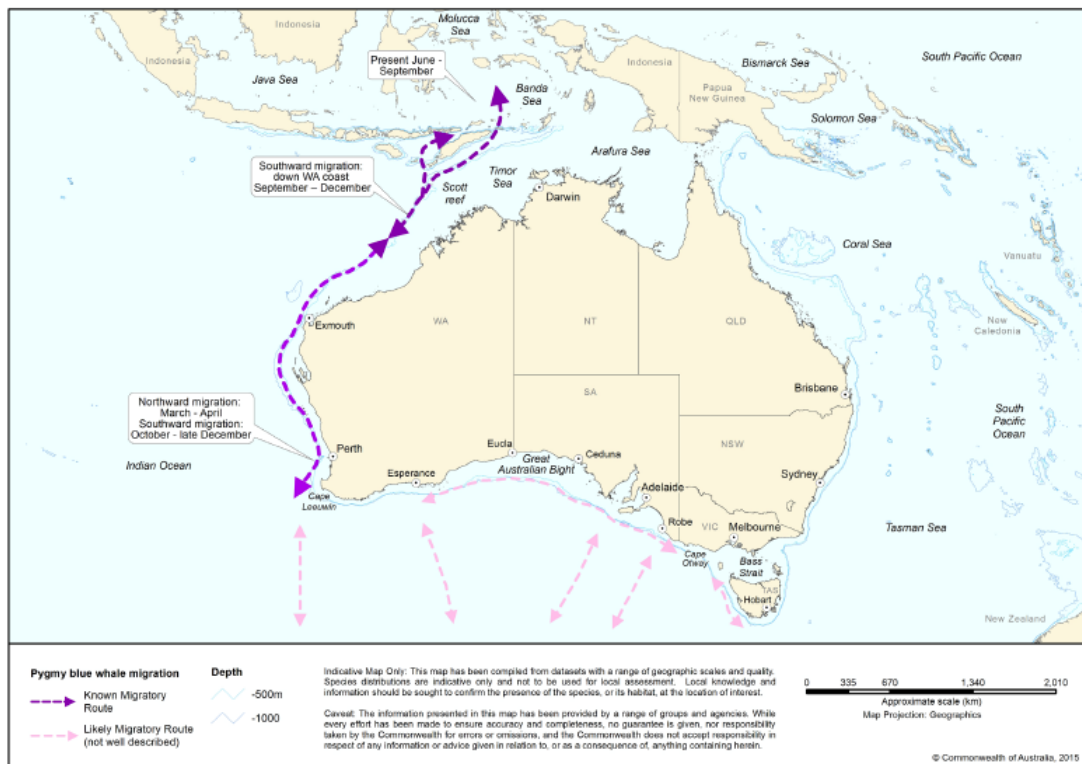 Molucca
Sea
Indonesia
Indonesia
Present June -
September
Java Sea
Banda
Sea
Indonesia
Papua
New Guinea
Bismarck Sea
South Pacific Ocean
Solomon Sea
Arafura Sea
Southward migration:
down WA coast
September – December
Scott
reef
Timor
Sea
Darwin
Coral Sea
Vanuatu
New
Caledonia
Exmouth
WA
NT
QLD
SA
Brisbane
Northward migration:
March - April
Southward migration:
October - late December
South
Pacific
Ocean
NSW
Indian Ocean
Perth
Esperance
Eucla
Great
Australian Bight
Ceduna
Sydney
Cape
Leeuwin
Adelaide
Robe
VIC
Melbourne
Tasman Sea
Cape
Otway
Bass
Strait
TAS
Hobart
New Zealand
Pygmy blue whale migration
Known Migratory
Route
Likely Migratory Route
(not well described)
Depth
-500m
-1000
Indicative Map Only: This map has been compiled from datasets with a range of geographic scales and quality.
Species distributions are indicative only and not to be used for local assessment. Local knowledge and
information should be sought to confirm the presence of the species, or its habitat, at the location of interest.
Caveat: The information presented in this map has been provided by a range of groups and agencies. While
every effort has been made to ensure accuracy and completeness, no guarantee is given, nor responsibility
taken by the Commonwealth for errors or omissions, and the Commonwealth does not accept responsibility in
respect of any information or advice given in relation to, or as a consequence of, anything containing herein.
0 335 670 1,340 2,010
Approximate scale (km)
Map Projection: Geographics
© Commonwealth of Australia, 2015